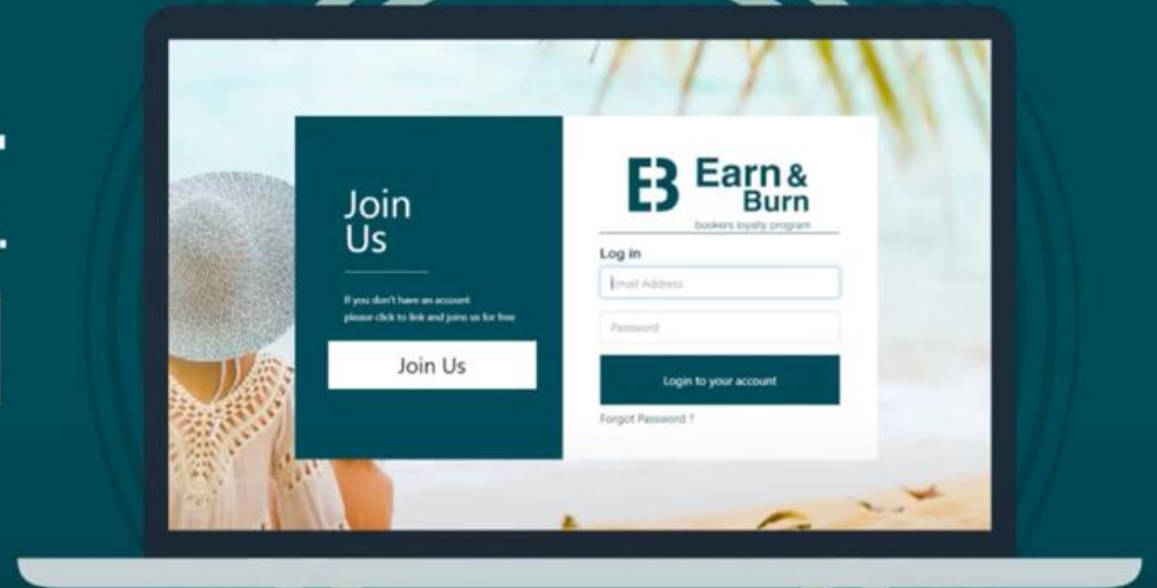 Join
Us
If you don't have an account
please click to link and joins us for free
Join Us
EB Earn &
Burn
bookers loyalty program
Log in
Email Address
Password
Login to your account
Forgot Password ?